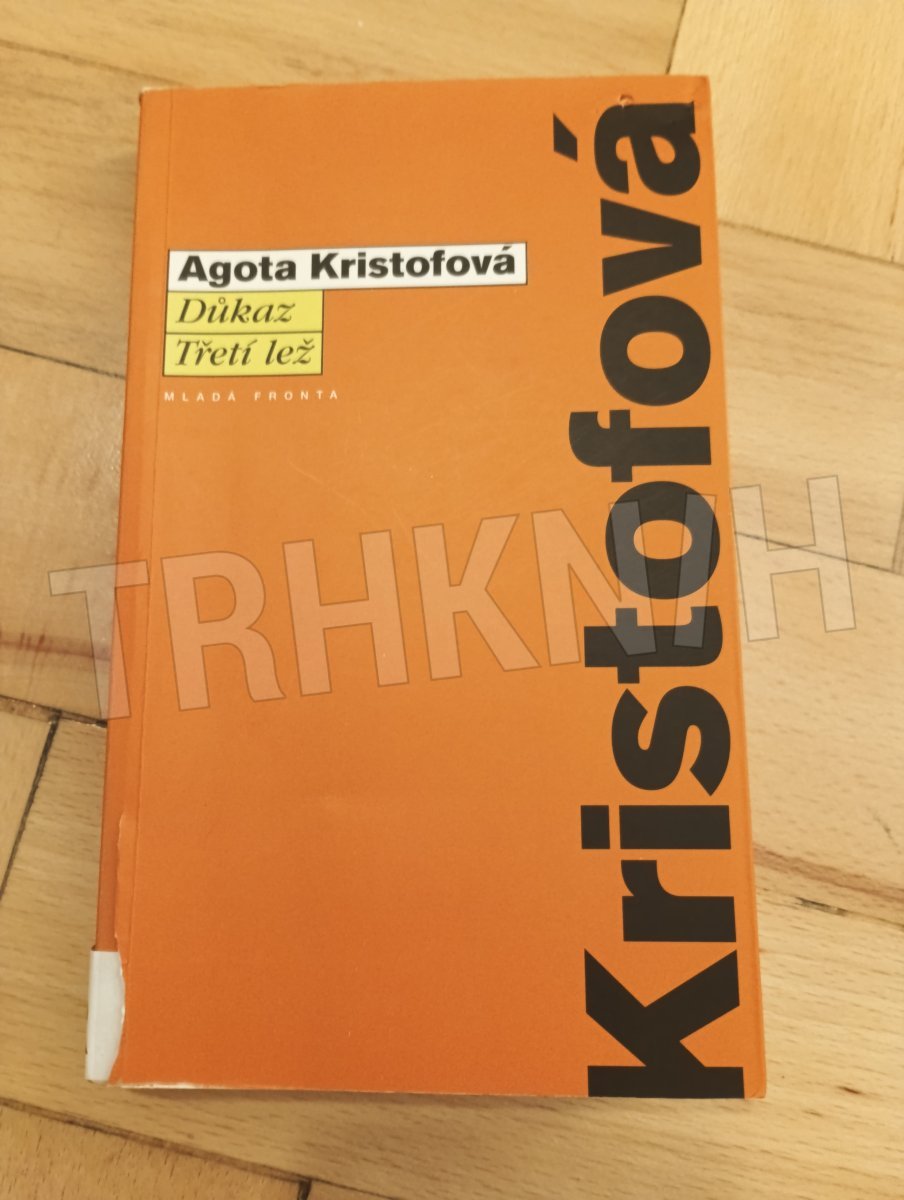 Agota Kristofová
Důkaz
Třetí lež
MLADÁ FRONTA
Kristofová
TRHKNIH